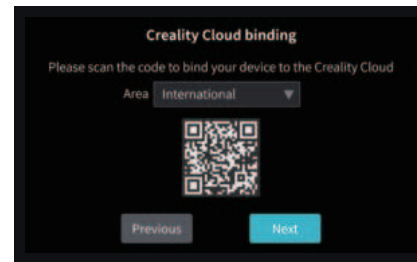 Creality Cloud binding
Please scan the code to bind your device to the Creality Cloud
Area International
Previous Next